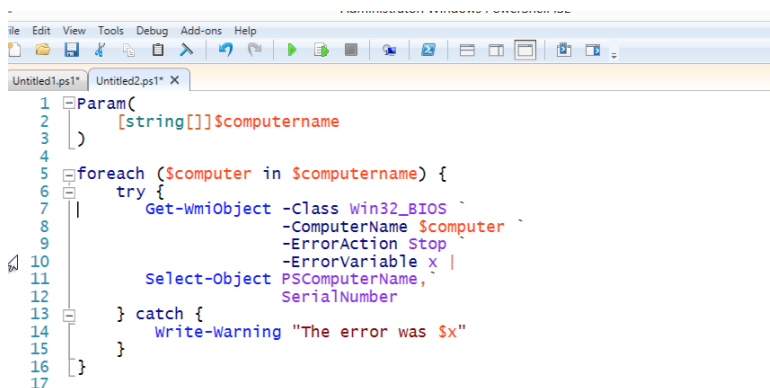 ile Edit View Tools Debug Add-ons Help
Untitled1.ps1* Untitled2.ps1* X
1 Param(
2     [string[]]$computername
3 )
4
5 foreach ($computer in $computername) {
6     try {
7         Get-WmiObject -Class Win32_BIOS `
8                       -ComputerName $computer `
9                       -ErrorAction Stop `
10                       -ErrorVariable x |
11         Select-Object PSComputerName,`
12                       SerialNumber
13     } catch {
14          Write-Warning "The error was $x"
15     }
16 }
17